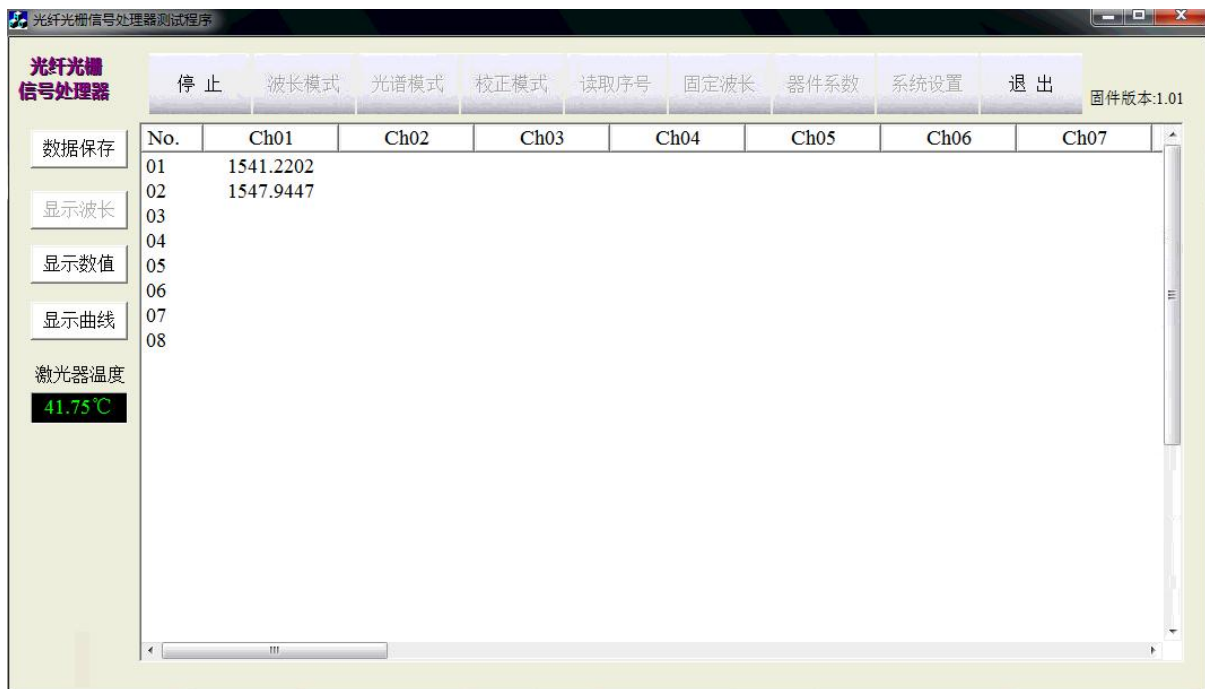 光纤光栅信号处理器测试程序
光纤光栅
信号处理器
停 止 波长模式 光谱模式 校正模式 读取序号 固定波长 器件系数 系统设置 退 出 固件版本:1.01
数据保存
显示波长
显示数值
显示曲线
激光器温度
41.75℃
No. Ch01 Ch02 Ch03 Ch04 Ch05 Ch06 Ch07
01 1541.2202
02 1547.9447
03
04
05
06
07
08